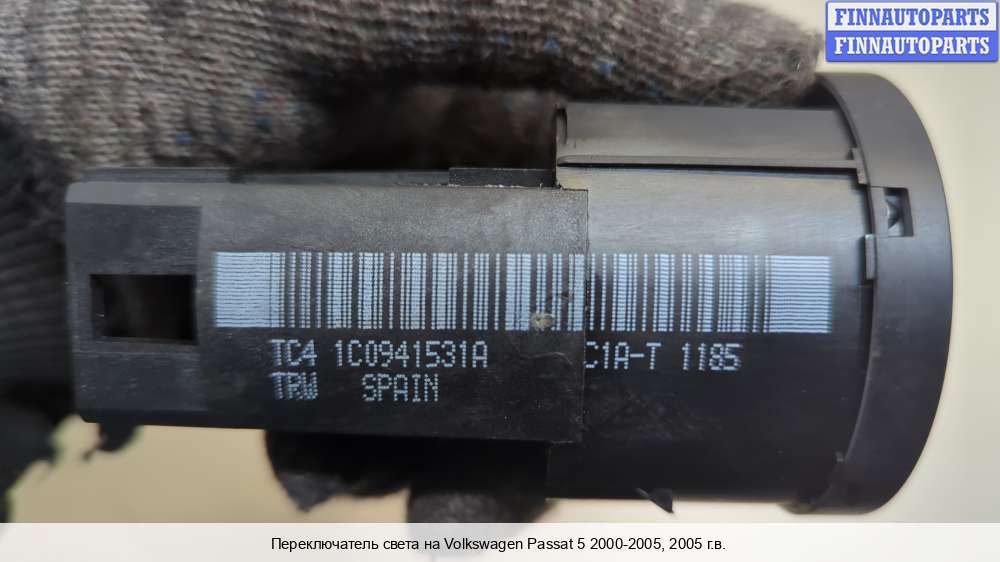 FINNAUTOPARTS
FINNAUTOPARTS
TC4 1C0941531A C1A-T 1185
TRW SPAIN
Переключатель света на Volkswagen Passat 5 2000-2005, 2005 г.в.